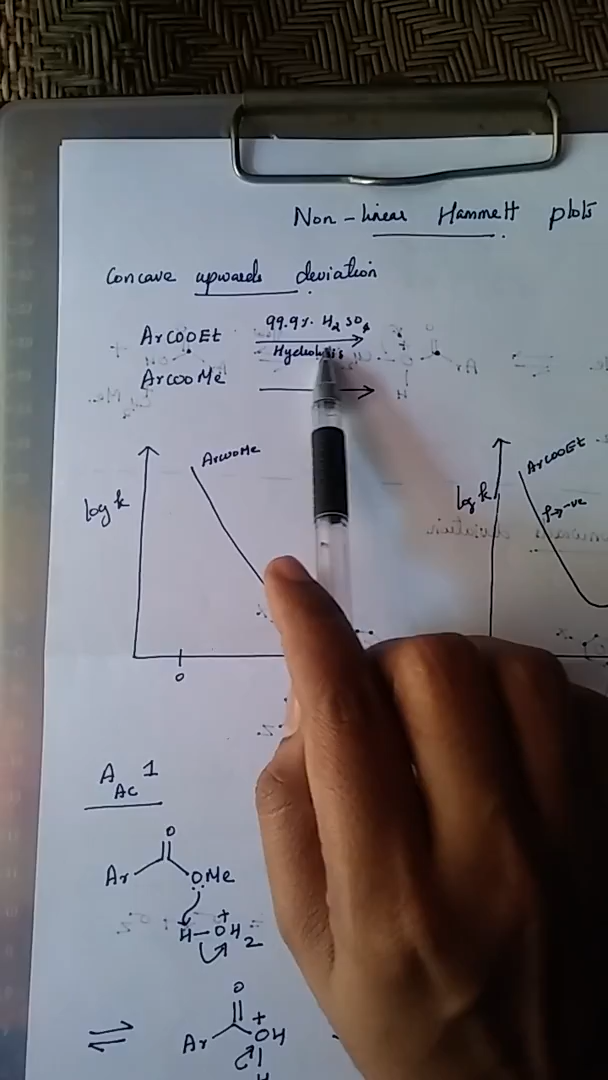 Non-linear Hammett plots
Concave upwards deviation
ArCOOEt 99.9%. H2SO4
Hydrolysis
ArCOOMe
ArCOOMe
log k
0
ArCOOEt
log k
ρ→-ve
A AC 1
O
Ar OMe
H-OH2
+
O
Ar OH
+
H